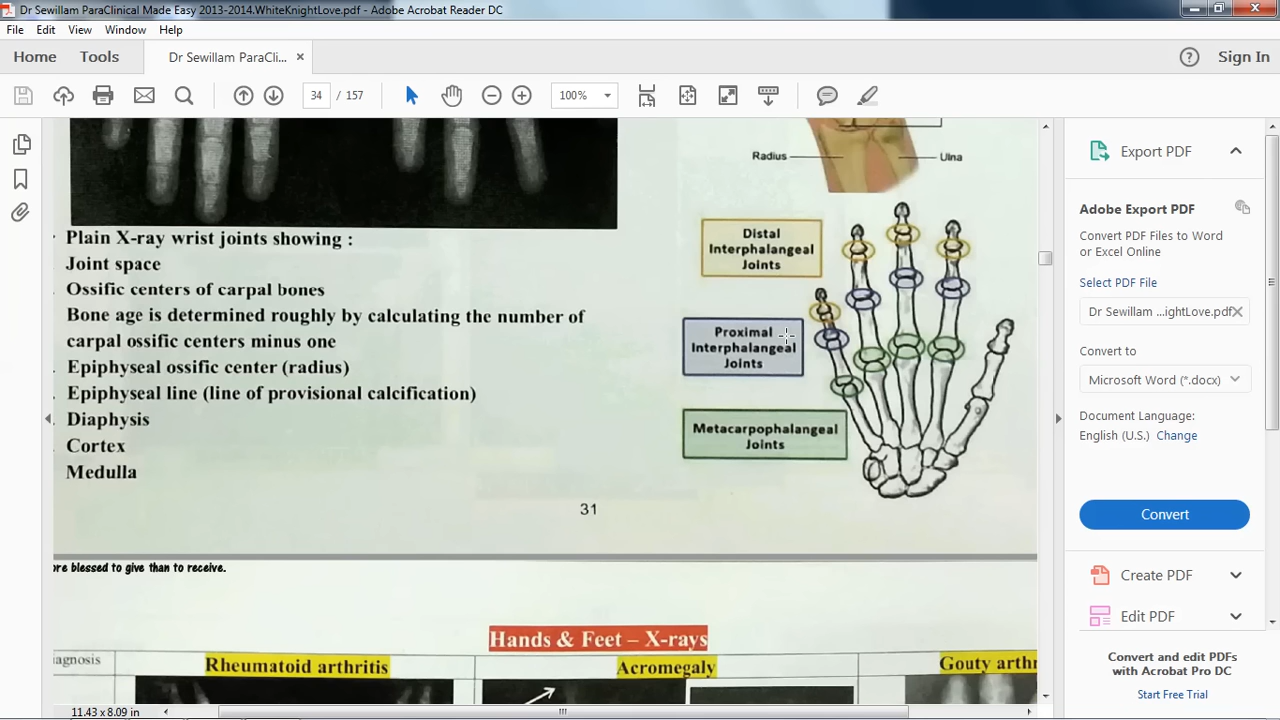 Dr Sewillam ParaClinical Made Easy 2013-2014.WhiteKnightLove.pdf - Adobe Acrobat Reader DC
File Edit View Window Help
Home Tools Dr Sewillam ParaCli... Sign In
34 / 157 100%
Radius Ulna
Plain X-ray wrist joints showing :
Joint space
Ossific centers of carpal bones
Bone age is determined roughly by calculating the number of
carpal ossific centers minus one
Epiphyseal ossific center (radius)
Epiphyseal line (line of provisional calcification)
Diaphysis
Cortex
Medulla
Distal
Interphalangeal
Joints
Proximal
Interphalangeal
Joints
Metacarpophalangeal
Joints
31
ore blessed to give than to receive.
Hands & Feet – X-rays
iagnosis Rheumatoid arthritis Acromegaly Gouty arthr
11.43 x 8.09 in
Export PDF
Adobe Export PDF
Convert PDF Files to Word
or Excel Online
Select PDF File
Dr Sewillam ...ightLove.pdf
Convert to
Microsoft Word (*.docx)
Document Language:
English (U.S.) Change
Convert
Create PDF
Edit PDF
Convert and edit PDFs
with Acrobat Pro DC
Start Free Trial